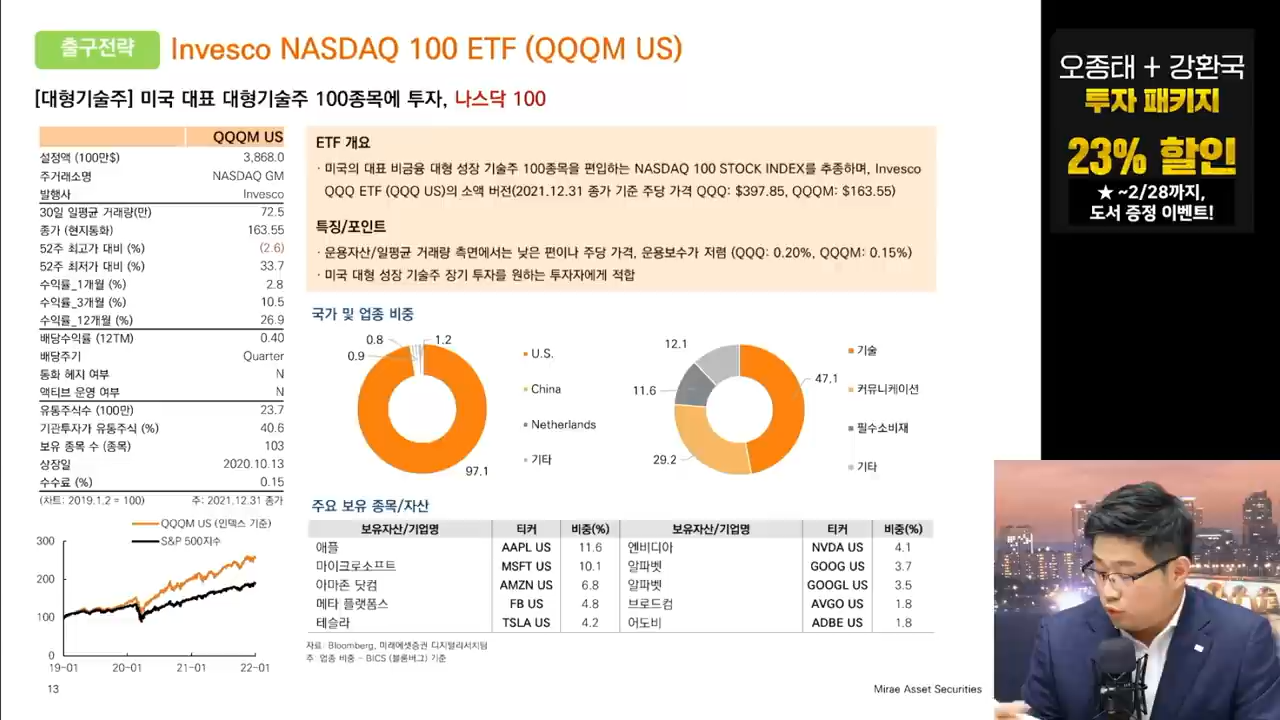 출구전략
Invesco NASDAQ 100 ETF (QQQM US)
[대형기술주] 미국 대표 대형기술주 100종목에 투자, 나스닥 100
QQQM US
설정액 (100만$) 3,868.0
주거래소명 NASDAQ GM
발행사 Invesco
30일 일평균 거래량(만) 72.5
종가 (현지통화) 163.55
52주 최고가 대비 (%) (2.6)
52주 최저가 대비 (%) 33.7
수익률_1개월 (%) 2.8
수익률_3개월 (%) 10.5
수익률_12개월 (%) 26.9
배당수익률 (12TM) 0.40
배당주기 Quarter
통화 헤지 여부 N
액티브 운영 여부 N
유통주식수 (100만) 23.7
기관투자가 유통주식 (%) 40.6
보유 종목 수 (종목) 103
상장일 2020.10.13
수수료 (%) 0.15
(차트: 2019.1.2 = 100) 주: 2021.12.31 종가
QQQM US (인덱스 기준)
S&P 500지수
300
200
100
0
19-01 20-01 21-01 22-01
ETF 개요
· 미국의 대표 비금융 대형 성장 기술주 100종목을 편입하는 NASDAQ 100 STOCK INDEX를 추종하며, Invesco
QQQ ETF (QQQ US)의 소액 버전(2021.12.31 종가 기준 주당 가격 QQQ: $397.85, QQQM: $163.55)
특징/포인트
· 운용자산/일평균 거래량 측면에서는 낮은 편이나 주당 가격, 운용보수가 저렴 (QQQ: 0.20%, QQQM: 0.15%)
· 미국 대형 성장 기술주 장기 투자를 원하는 투자자에게 적합
국가 및 업종 비중
0.8 1.2
0.9
97.1
U.S.
China
Netherlands
기타
12.1
47.1
11.6
29.2
기술
커뮤니케이션
필수소비재
기타
주요 보유 종목/자산
보유자산/기업명 티커 비중(%) 보유자산/기업명 티커 비중(%)
애플 AAPL US 11.6 엔비디아 NVDA US 4.1
마이크로소프트 MSFT US 10.1 알파벳 GOOG US 3.7
아마존 닷컴 AMZN US 6.8 알파벳 GOOGL US 3.5
메타 플랫폼스 FB US 4.8 브로드컴 AVGO US 1.8
테슬라 TSLA US 4.2 어도비 ADBE US 1.8
자료: Bloomberg, 미래에셋증권 디지털리서치팀
주: 업종 비중 - BICS (블룸버그) 기준
13
Mirae Asset Securities
오종태 + 강환국
투자 패키지
23% 할인
★ ~2/28까지,
도서 증정 이벤트!